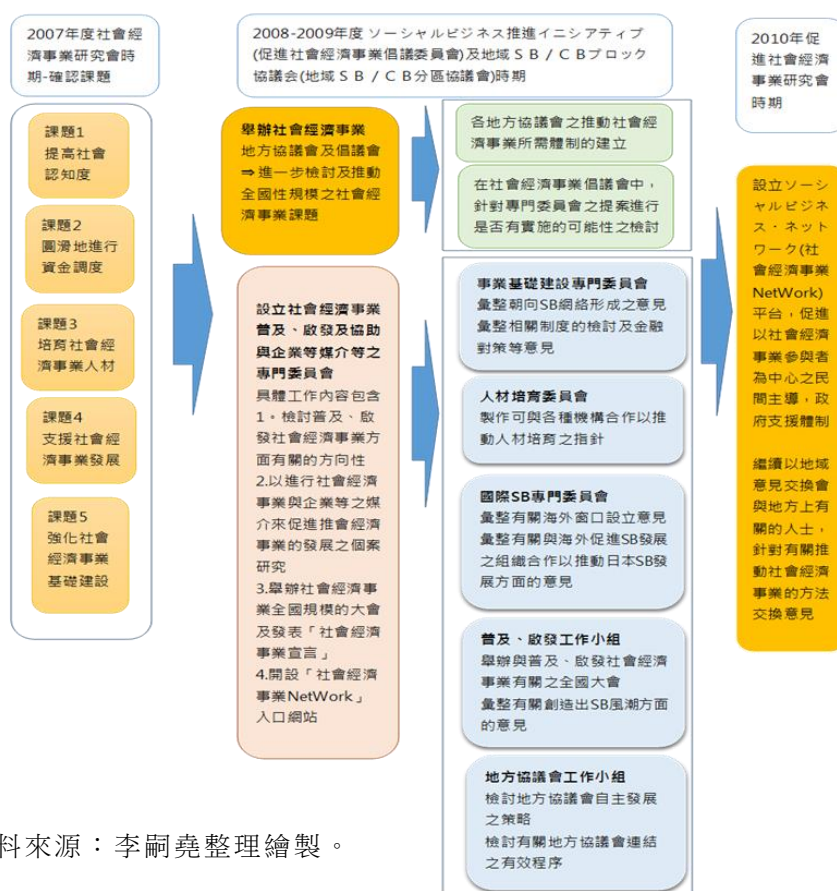 2007年度社會經
濟事業研究會時
期-確認課題
課題1
提高社會
認知度
課題2
圓滑地進行
資金調度
課題3
培育社會經
濟事業人材
課題4
支援社會經
濟事業發展
課題5
強化社會
經濟事業
基礎建設
2008-2009年度 ソーシャルビジネス推進イニシアティブ
(促進社會經濟事業倡議委員會)及地域SB/CBブロック
協議会(地域SB/CB分區協議會)時期
舉辦社會經濟事業
地方協議會及倡議會
⇒進一步檢討及推動
全國性規模之社會經
濟事業課題
設立社會經濟事業
普及、啟發及協助
與企業等媒介等之
專門委員會
具體工作內容包含
1。檢討普及、啟
發社會經濟事業方
面有關的方向性
2.以進行社會經濟
事業與企業等之媒
介來促進推會經濟
事業的發展之個案
研究
3.舉辦社會經濟事
業全國規模的大會
及發表「社會經濟
事業宣言」
4.開設「社會經濟
事業NetWork」
入口網站
各地方協議會之推動社會經
濟事業所需體制的建立
在社會經濟事業倡議會中,
針對專門委員會之提案進行
是否有實施的可能性之檢討
事業基礎建設專門委員會
彙整朝向SB網絡形成之意見
彙整相關制度的檢討及金融
對策等意見
人材培育委員會
製作可與各種機構合作以推
動人材培育之指針
國際SB專門委員會
彙整有關海外窗口設立意見
彙整有關與海外促進SB發展
之組織合作以推動日本SB發
展方面的意見
普及、啟發工作小組
舉辦與普及、啟發社會經濟
事業有關之全國大會
彙整有關創造出SB風潮方面
的意見
地方協議會工作小組
檢討地方協議會自主發展
之策略
檢討有關地方協議會連結
之有效程序
2010年促
進社會經濟
事業研究會
時期
設立ソーシ
ャルビジネ
ス・ネット
ワーク(社
會經濟事業
NetWork)
平台,促進
以社會經濟
事業參與者
為中心之民
間主導,政
府支援體制
繼續以地域
意見交換會
與地方上有
關的人士,
針對有關推
動社會經濟
事業的方法
交換意見
料來源：李嗣堯整理繪製。